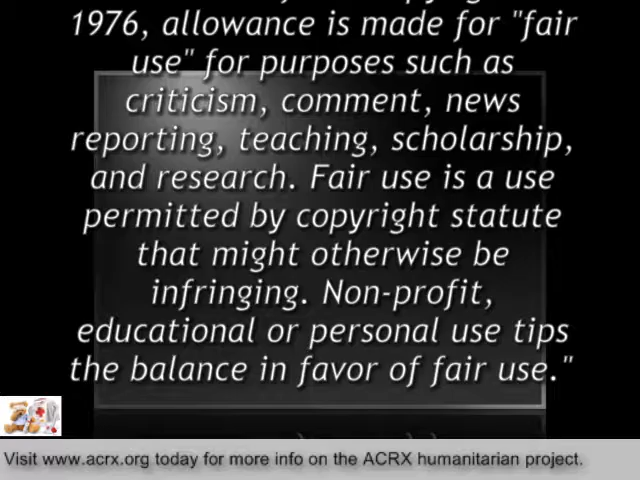 1976, allowance is made for "fair
use" for purposes such as
criticism, comment, news
reporting, teaching, scholarship,
and research. Fair use is a use
permitted by copyright statute
that might otherwise be
infringing. Non-profit,
educational or personal use tips
the balance in favor of fair use."
Visit www.acrx.org today for more info on the ACRX humanitarian project.